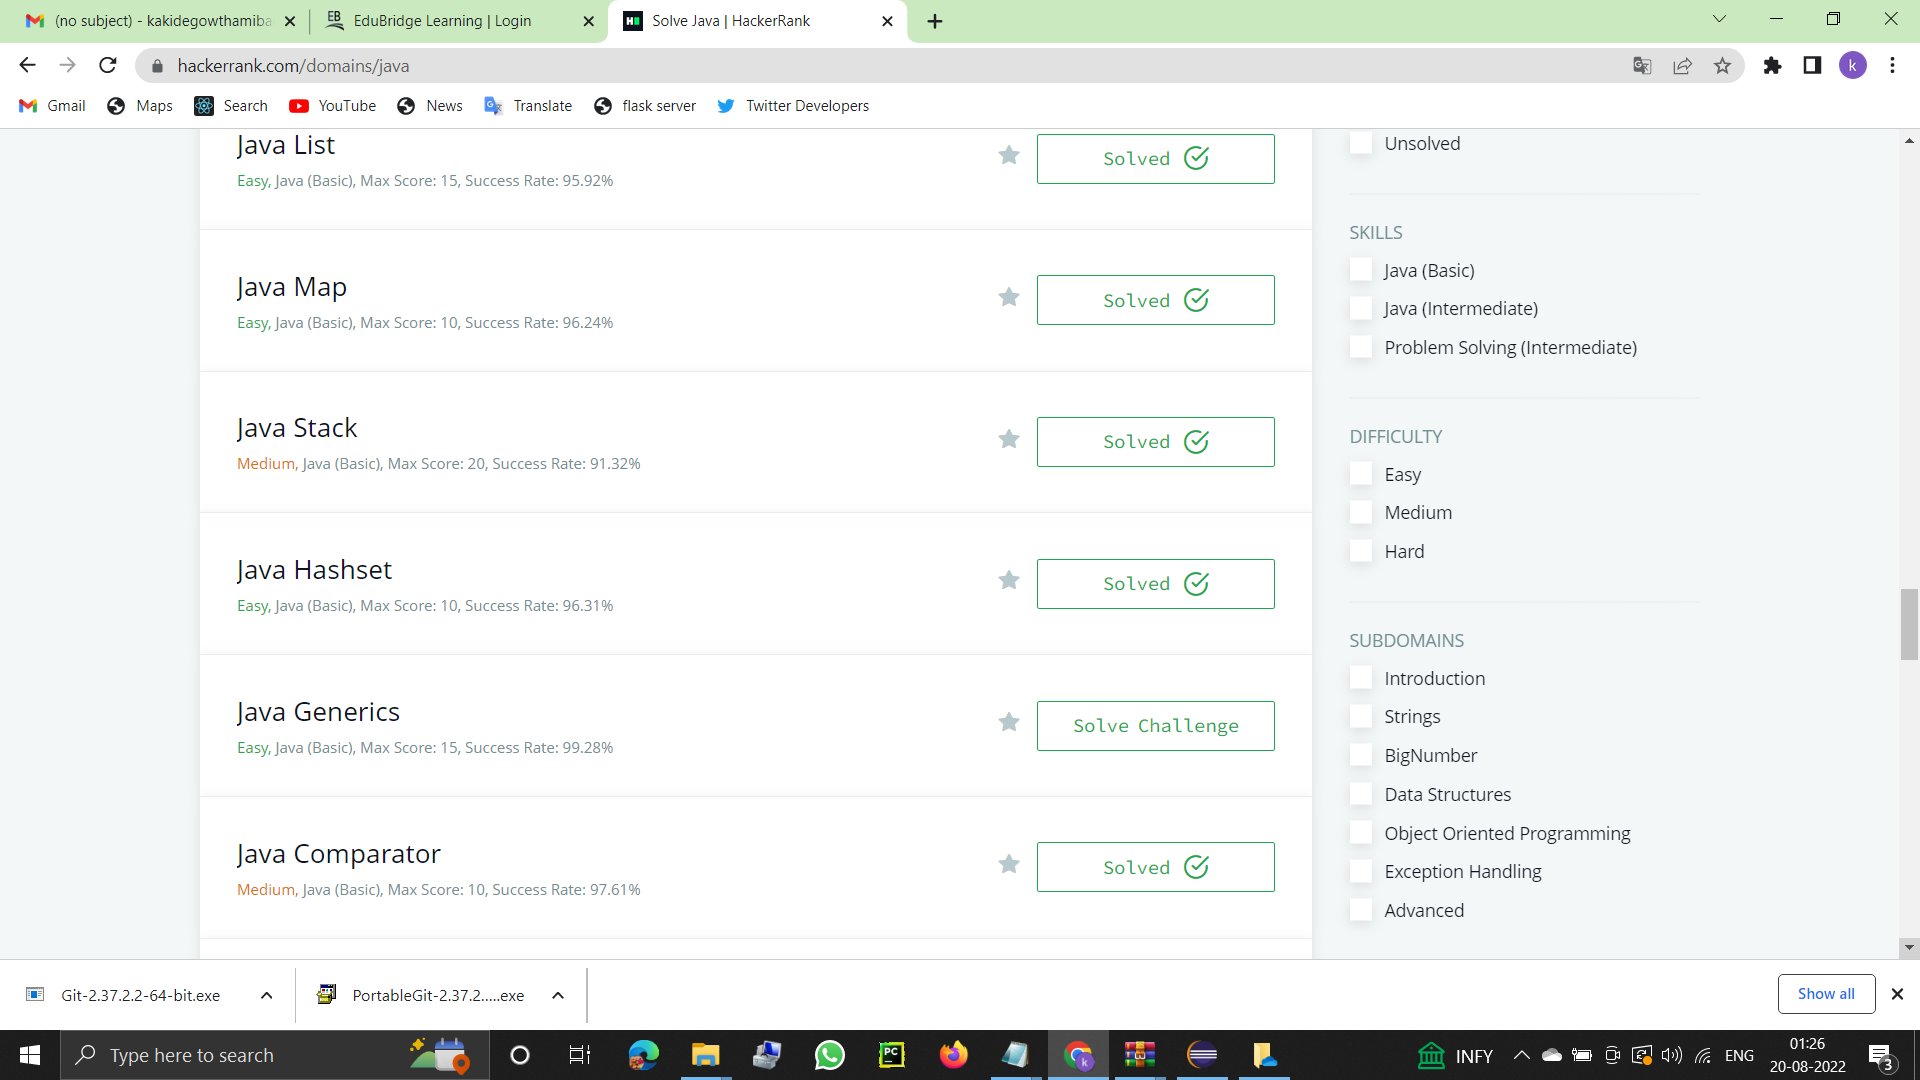 (no subject) - kakidegowthamiba
EB EduBridge Learning | Login
Solve Java | HackerRank
hackerrank.com/domains/java
k
Gmail
Maps
Search
YouTube
News
Translate
flask server
Twitter Developers
Java List
Easy, Java (Basic), Max Score: 15, Success Rate: 95.92%
Solved
Java Map
Easy, Java (Basic), Max Score: 10, Success Rate: 96.24%
Solved
Java Stack
Medium, Java (Basic), Max Score: 20, Success Rate: 91.32%
Solved
Java Hashset
Easy, Java (Basic), Max Score: 10, Success Rate: 96.31%
Solved
Java Generics
Easy, Java (Basic), Max Score: 15, Success Rate: 99.28%
Solve Challenge
Java Comparator
Medium, Java (Basic), Max Score: 10, Success Rate: 97.61%
Solved
Unsolved
SKILLS
Java (Basic)
Java (Intermediate)
Problem Solving (Intermediate)
DIFFICULTY
Easy
Medium
Hard
SUBDOMAINS
Introduction
Strings
BigNumber
Data Structures
Object Oriented Programming
Exception Handling
Advanced
Git-2.37.2.2-64-bit.exe
PortableGit-2.37.2.....exe
Show all
Type here to search
PC
k
INFY
ENG
01:26
20-08-2022
3